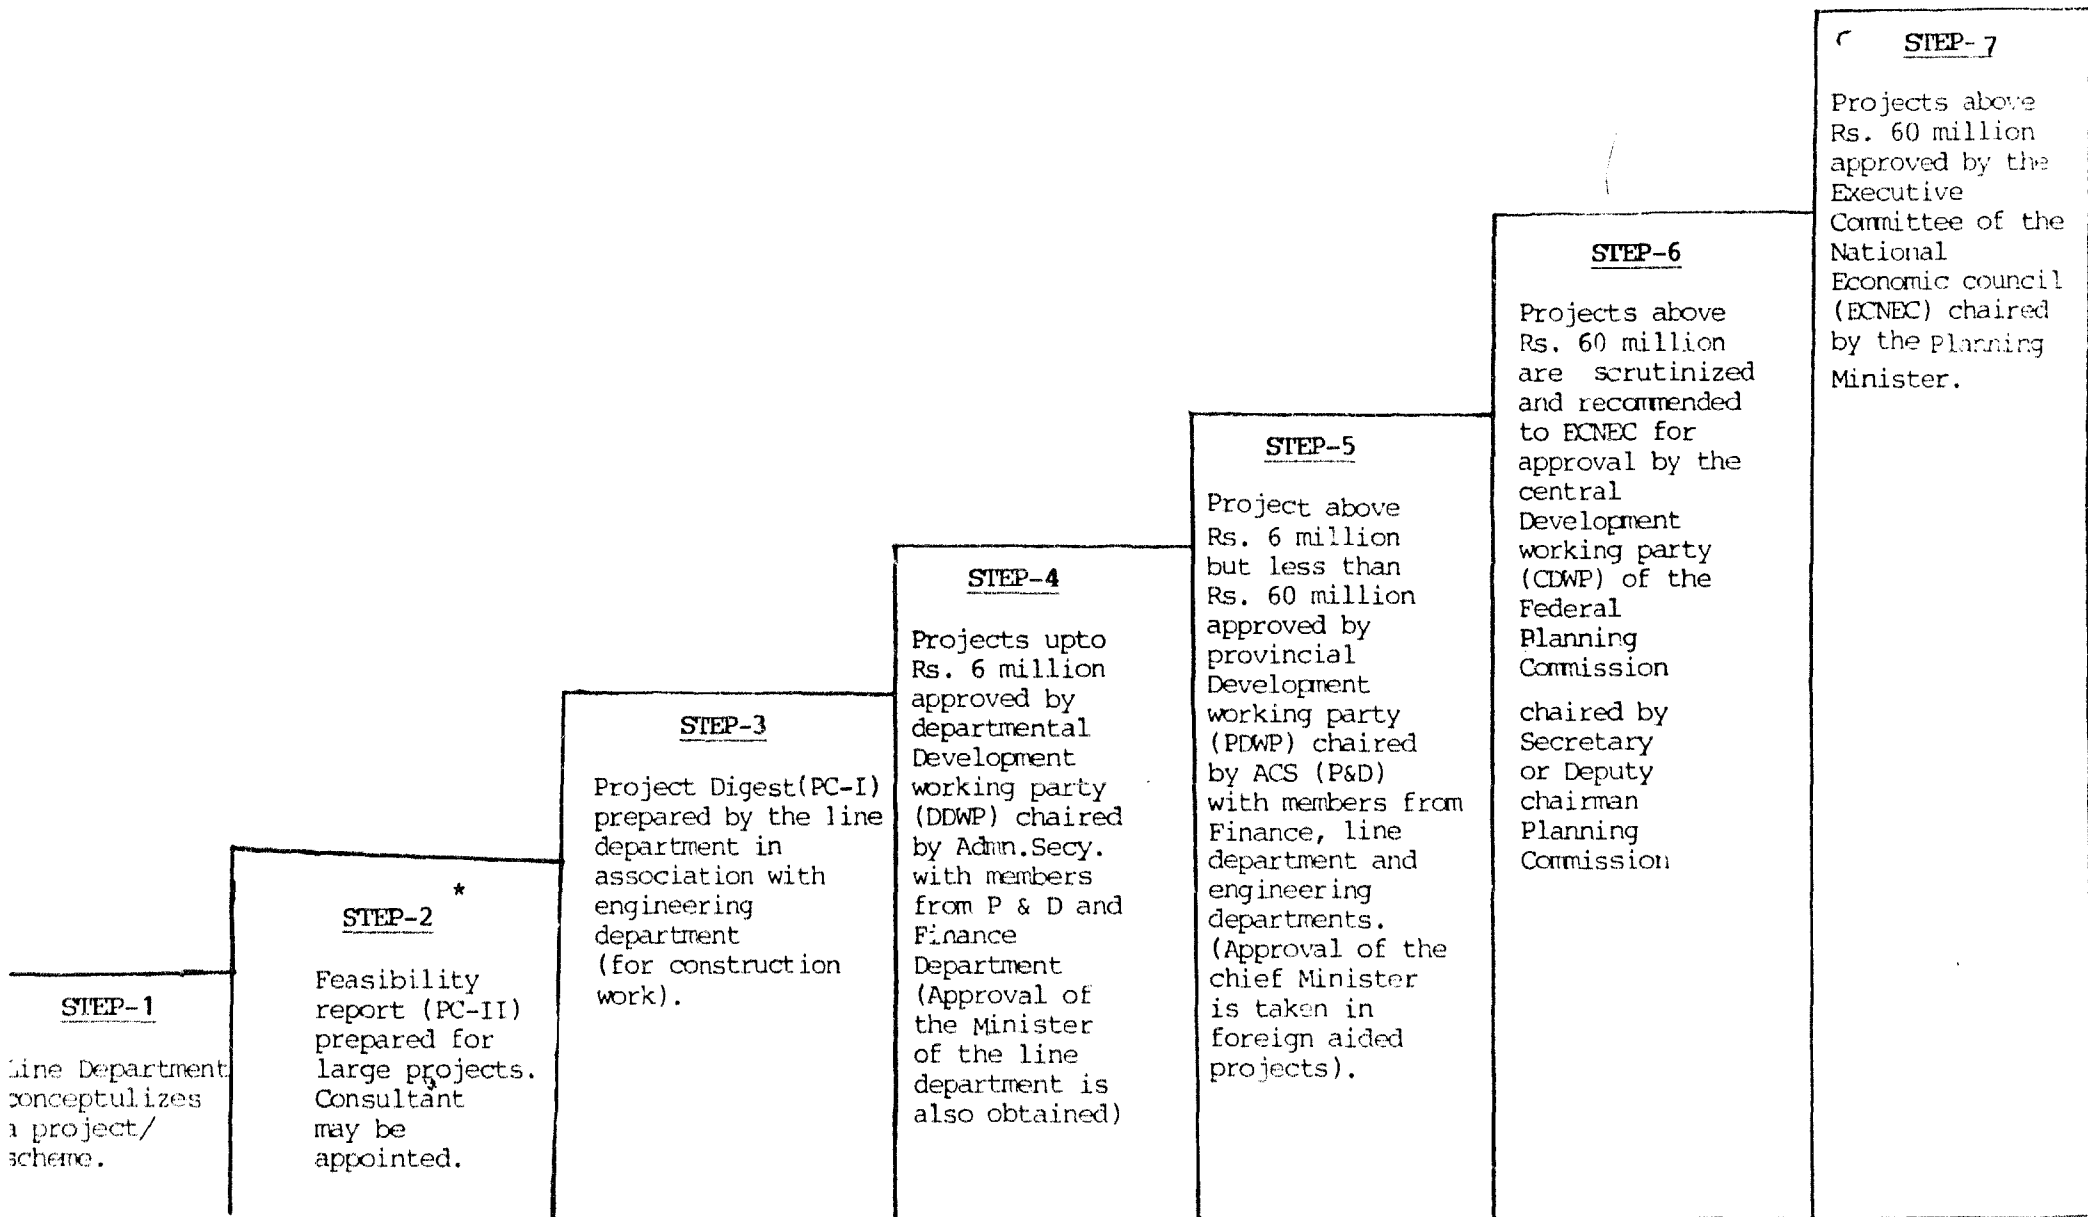 STEP-1
Line Department
conceptulizes
a project/
scheme.
*
STEP-2
Feasibility
report (PC-II)
prepared for
large projects.
Consultant
may be
appointed.
STEP-3
Project Digest(PC-I)
prepared by the line
department in
association with
engineering
department
(for construction
work).
STEP-4
Projects upto
Rs. 6 million
approved by
departmental
Development
working party
(DDWP) chaired
by Admn.Secy.
with members
from P & D and
Finance
Department
(Approval of
the Minister
of the line
department is
also obtained)
STEP-5
Project above
Rs. 6 million
but less than
Rs. 60 million
approved by
provincial
Development
working party
(PDWP) chaired
by ACS (P&D)
with members from
Finance, line
department and
engineering
departments.
(Approval of the
chief Minister
is taken in
foreign aided
projects).
STEP-6
Projects above
Rs. 60 million
are scrutinized
and recommended
to ECNEC for
approval by the
central
Development
working party
(CDWP) of the
Federal
Planning
Commission
chaired by
Secretary
or Deputy
chairman
Planning
Commission
STEP-7
Projects above
Rs. 60 million
approved by the
Executive
Committee of the
National
Economic council
(ECNEC) chaired
by the Planning
Minister.